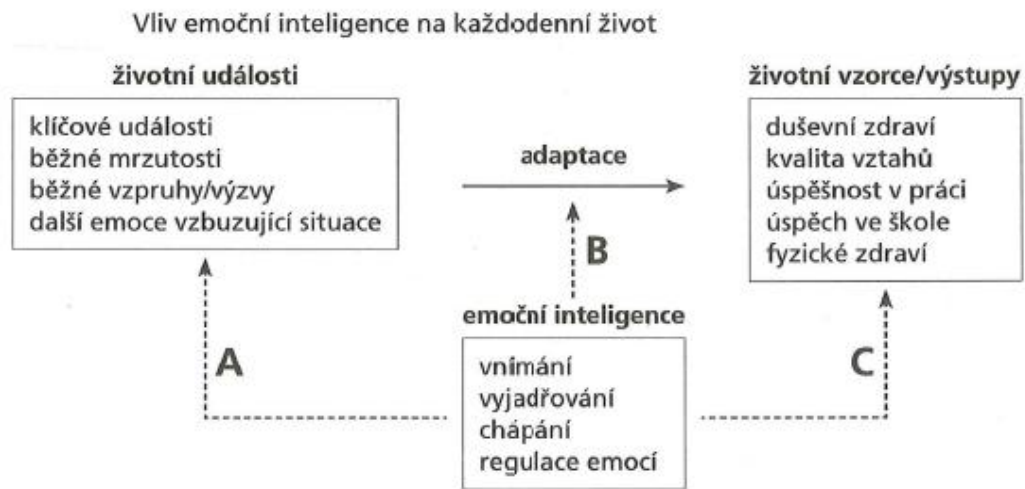 Vliv emoční inteligence na každodenní život
životní události
klíčové události
běžné mrzutosti
běžné vzpruhy/výzvy
další emoce vzbuzující situace
adaptace
životní vzorce/výstupy
duševní zdraví
kvalita vztahů
úspěšnost v práci
úspěch ve škole
fyzické zdraví
A
B
C
emoční inteligence
vnímání
vyjadřování
chápání
regulace emocí